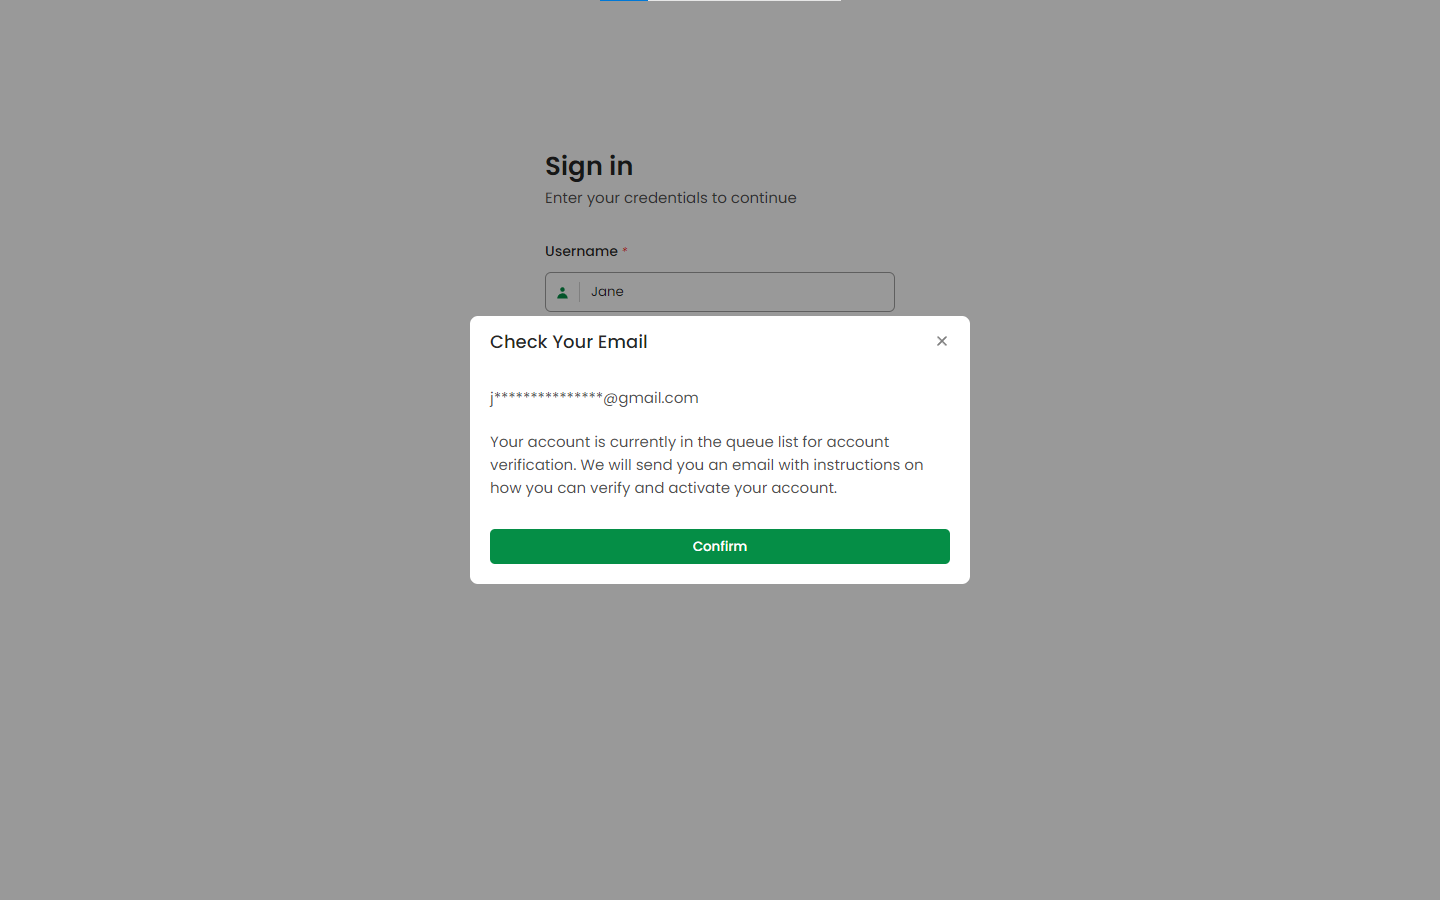 Sign in
Enter your credentials to continue
Username *
Jane
Check Your Email
j***************@gmail.com
Your account is currently in the queue list for account
verification. We will send you an email with instructions on
how you can verify and activate your account.
Confirm